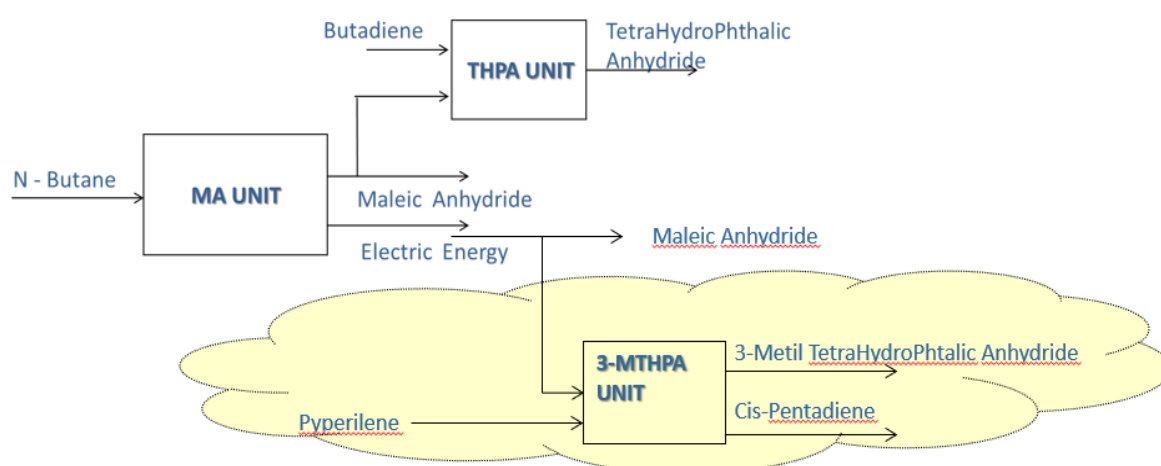 Butadiene
TetraHydroPhthalic
Anhydride
THPA UNIT
N - Butane
MA UNIT
Maleic Anhydride
Electric Energy
Maleic Anhydride
3-MTHPA
UNIT
3-Metil TetraHydroPhtalic Anhydride
Cis-Pentadiene
Pyperilene